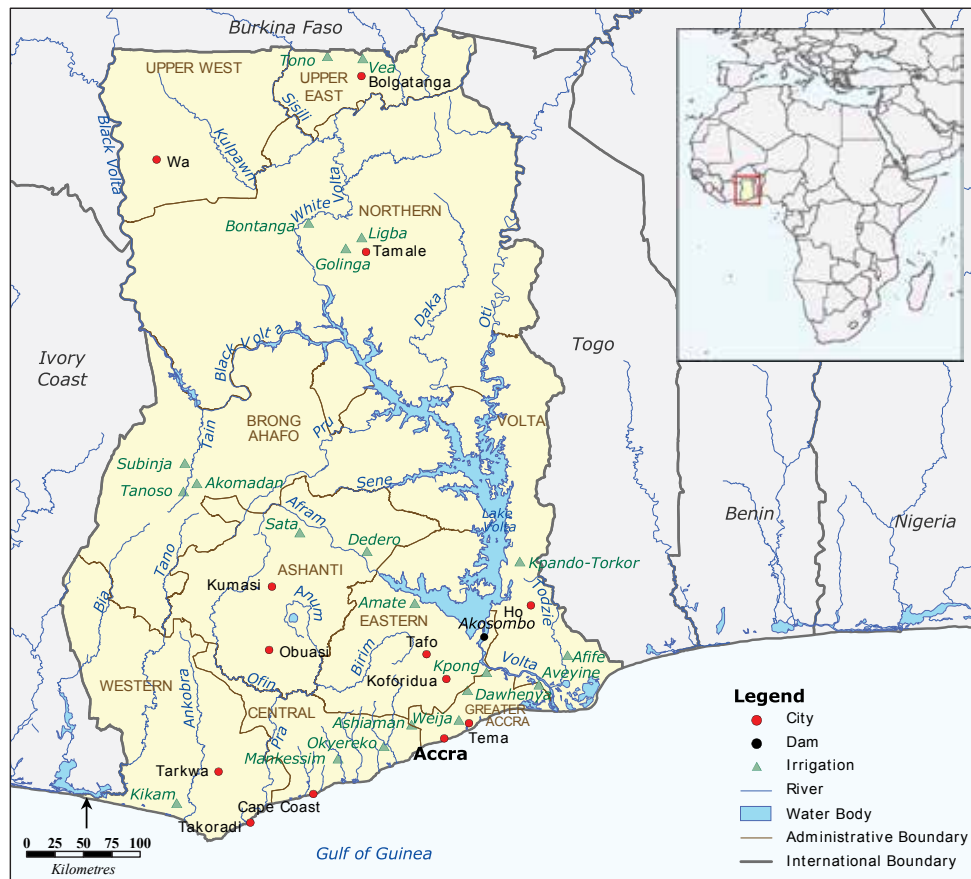 Burkina Faso
Tono
Vea
UPPER WEST
UPPER
EAST
Bolgatanga
Sisili
Black Volta
Kulpawn
Wa
White
Volta
NORTHERN
Bontanga
Ligba
Golinga
Tamale
Daka
Oti
Ivory
Coast
Black Volta
Togo
BRONG
AHAFO
Pru
VOLTA
Tain
Subinja
Akomadan
Tanoso
Sene
Afram
Lake
Volta
Benin
Nigeria
Sata
Dedero
Tano
ASHANTI
Kpando-Torkor
Bia
Kumasi
Anum
Amate
Ho
EASTERN
Akosombo
Obuasi
Birim
Tafo
Volta
Afife
Kpong
Aveyine
WESTERN
Ofin
Koforidua
Dawhenya
Ankobra
CENTRAL
GREATER
ACCRA
Ashiaman
Weija
Pra
Okyereko
Tema
Accra
Mankessim
Tarkwa
Kikam
Cape Coast
Takoradi
Gulf of Guinea
0 25 50 75 100
Kilometres
Legend
City
Dam
Irrigation
River
Water Body
Administrative Boundary
International Boundary